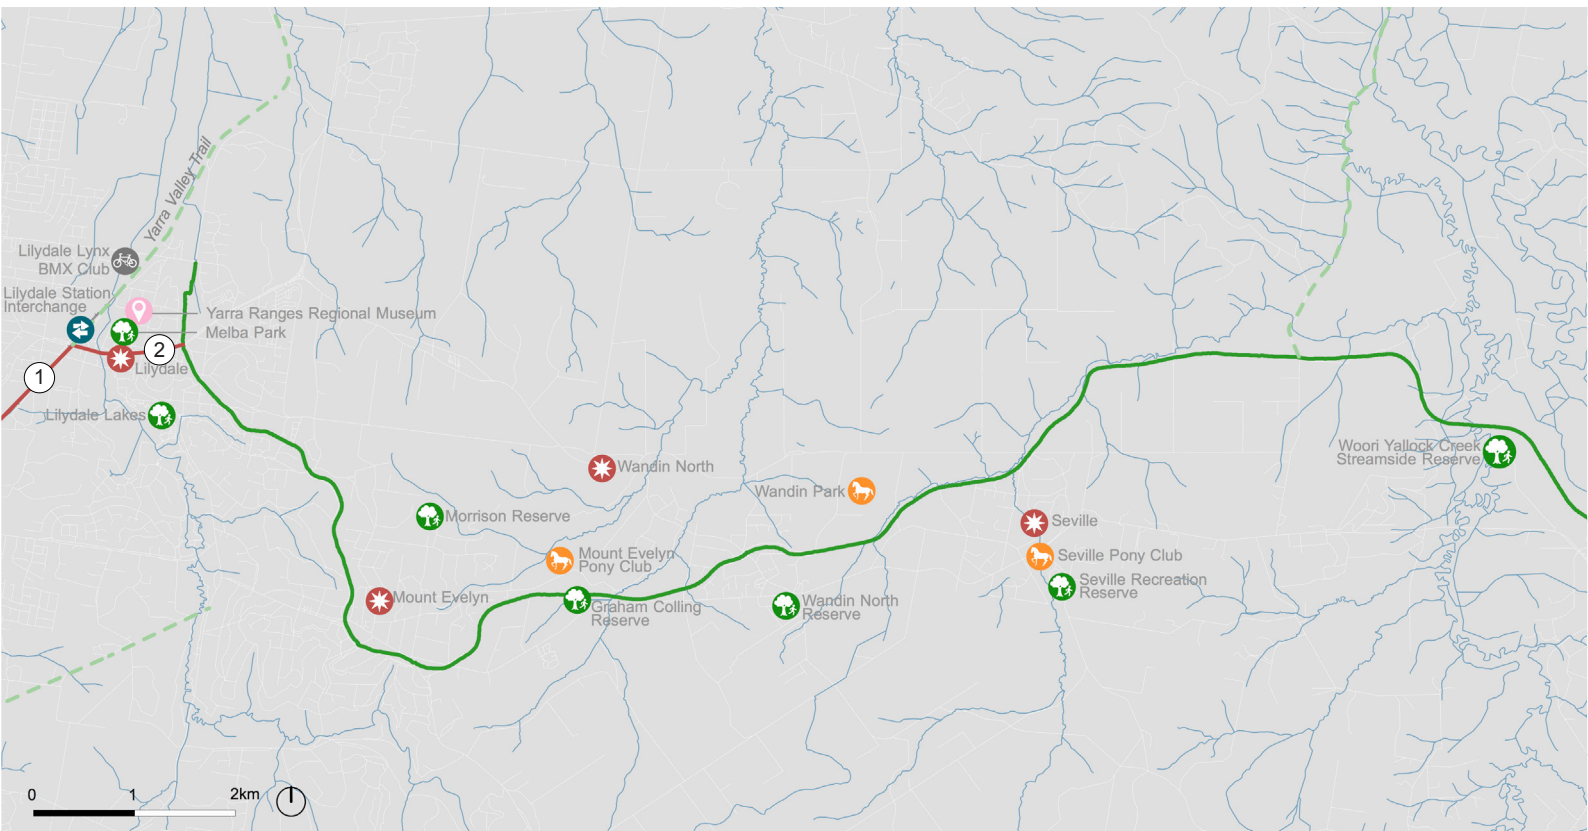 Yarra Valley Trail
Lilydale Lynx
BMX Club
Lilydale Station
Interchange
Yarra Ranges Regional Museum
Melba Park
2
Lilydale
1
Lilydale Lakes
Wandin North
Woori Yallock Creek
Streamside Reserve
Wandin Park
Morrison Reserve
Seville
Mount Evelyn
Pony Club
Seville Pony Club
Seville Recreation
Reserve
Mount Evelyn
Graham Colling
Reserve
Wandin North
Reserve
0 1 2km